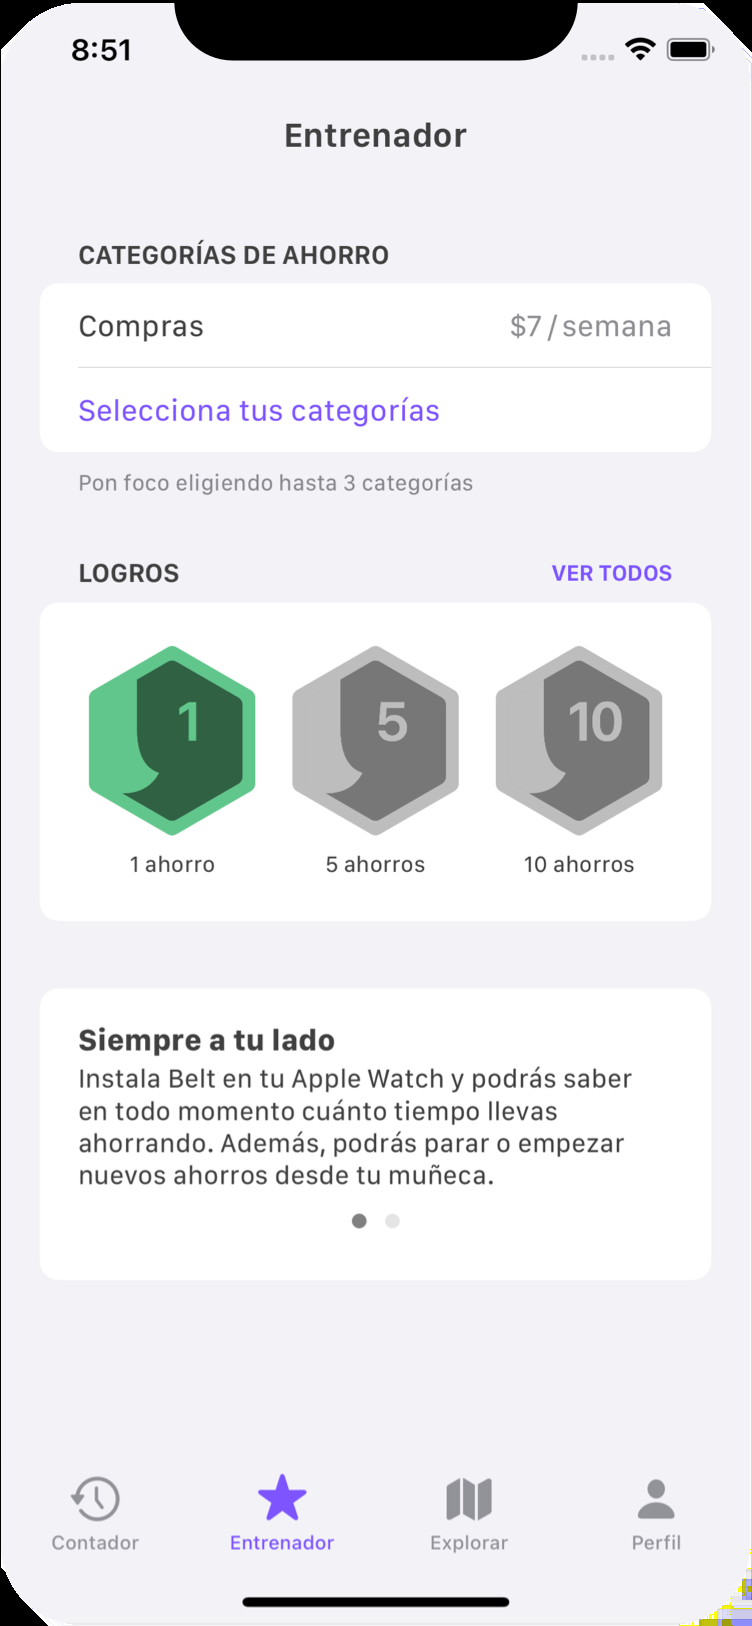 8:51
Entrenador
CATEGORÍAS DE AHORRO
Compras $7/semana
Selecciona tus categorías
Pon foco eligiendo hasta 3 categorías
LOGROS VER TODOS
1 5 10
1 ahorro 5 ahorros 10 ahorros
Siempre a tu lado
Instala Belt en tu Apple Watch y podrás saber
en todo momento cuánto tiempo llevas
ahorrando. Además, podrás parar o empezar
nuevos ahorros desde tu muñeca.
Contador Entrenador Explorar Perfil